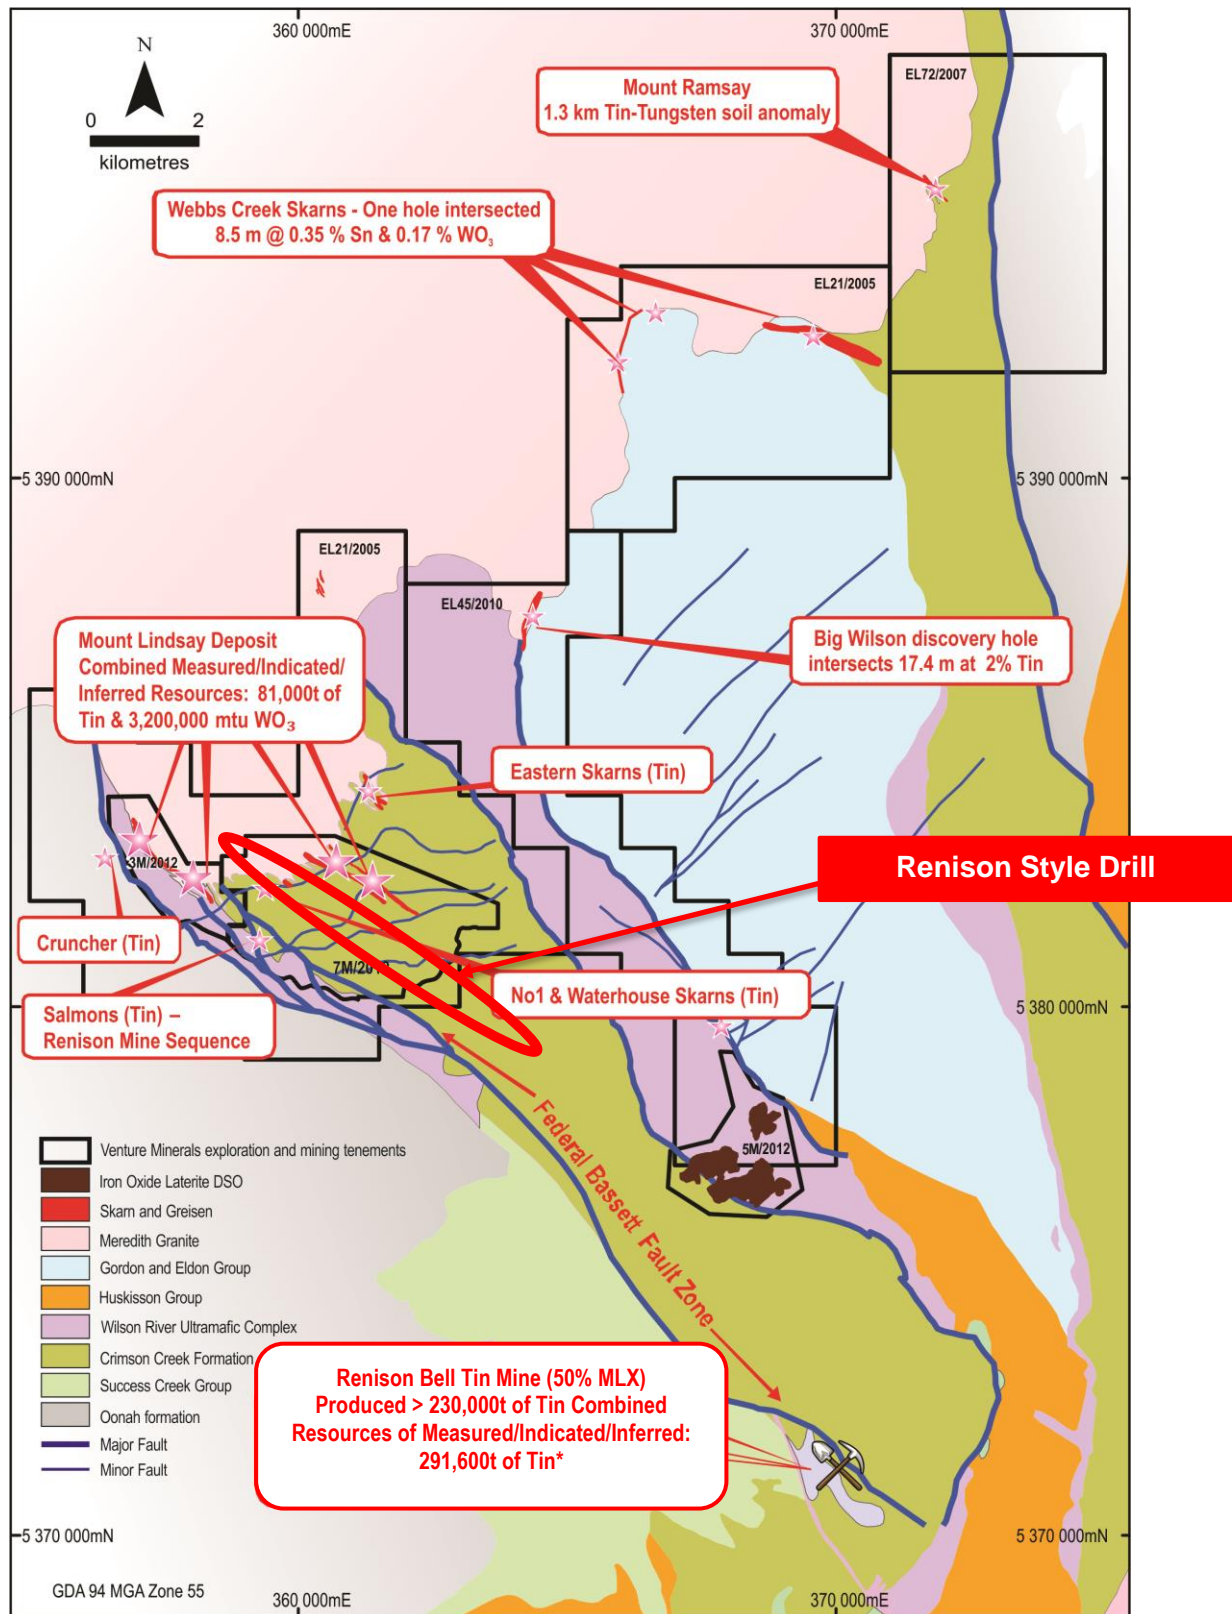 360 000mE
370 000mE
N
0 2
kilometres
EL72/2007
Mount Ramsay
1.3 km Tin-Tungsten soil anomaly
Webbs Creek Skarns - One hole intersected
8.5 m @ 0.35 % Sn & 0.17 % WO₃
EL21/2005
5 390 000mN
5 390 000mN
EL21/2005
EL45/2010
Mount Lindsay Deposit
Combined Measured/Indicated/
Inferred Resources: 81,000t of
Tin & 3,200,000 mtu WO₃
Big Wilson discovery hole
intersects 17.4 m at 2% Tin
Eastern Skarns (Tin)
Renison Style Drill
3M/2012
Cruncher (Tin)
7M/2012
No1 & Waterhouse Skarns (Tin)
Salmons (Tin) –
Renison Mine Sequence
5 380 000mN
Federal Bassett Fault Zone
5M/2012
Venture Minerals exploration and mining tenements
Iron Oxide Laterite DSO
Skarn and Greisen
Meredith Granite
Gordon and Eldon Group
Huskisson Group
Wilson River Ultramafic Complex
Crimson Creek Formation
Success Creek Group
Oonah formation
Major Fault
Minor Fault
Renison Bell Tin Mine (50% MLX)
Produced > 230,000t of Tin Combined
Resources of Measured/Indicated/Inferred:
291,600t of Tin*
5 370 000mN
5 370 000mN
GDA 94 MGA Zone 55
360 000mE
370 000mE